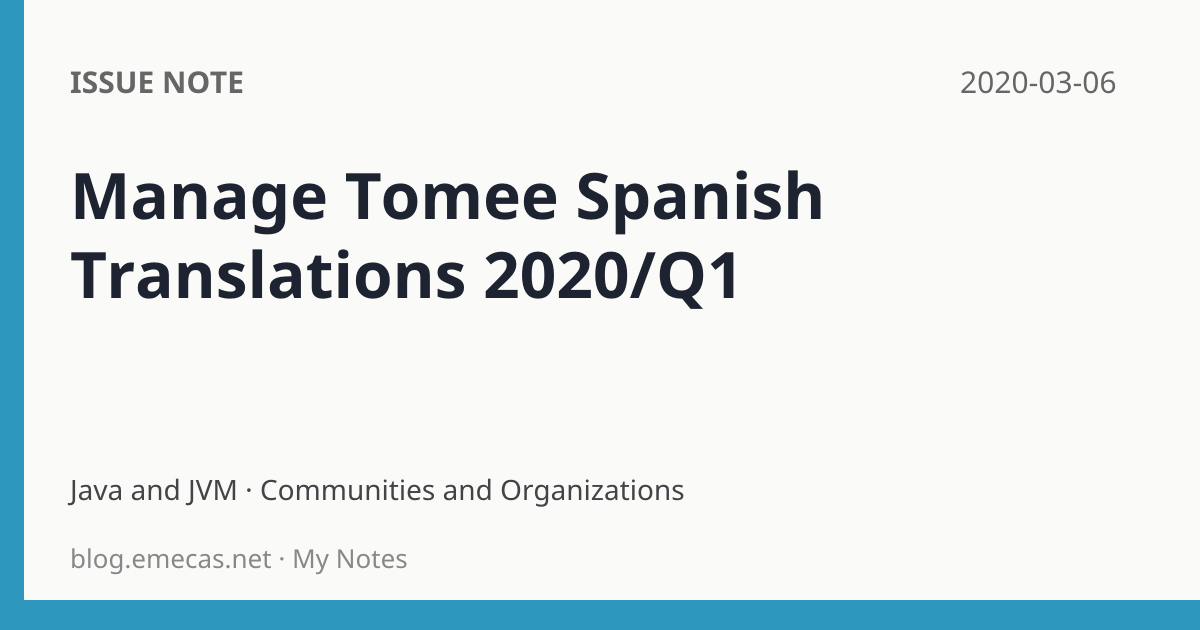 ISSUE NOTE
2020-03-06
Manage Tomee Spanish
Translations 2020/Q1
Java and JVM · Communities and Organizations
blog.emecas.net · My Notes